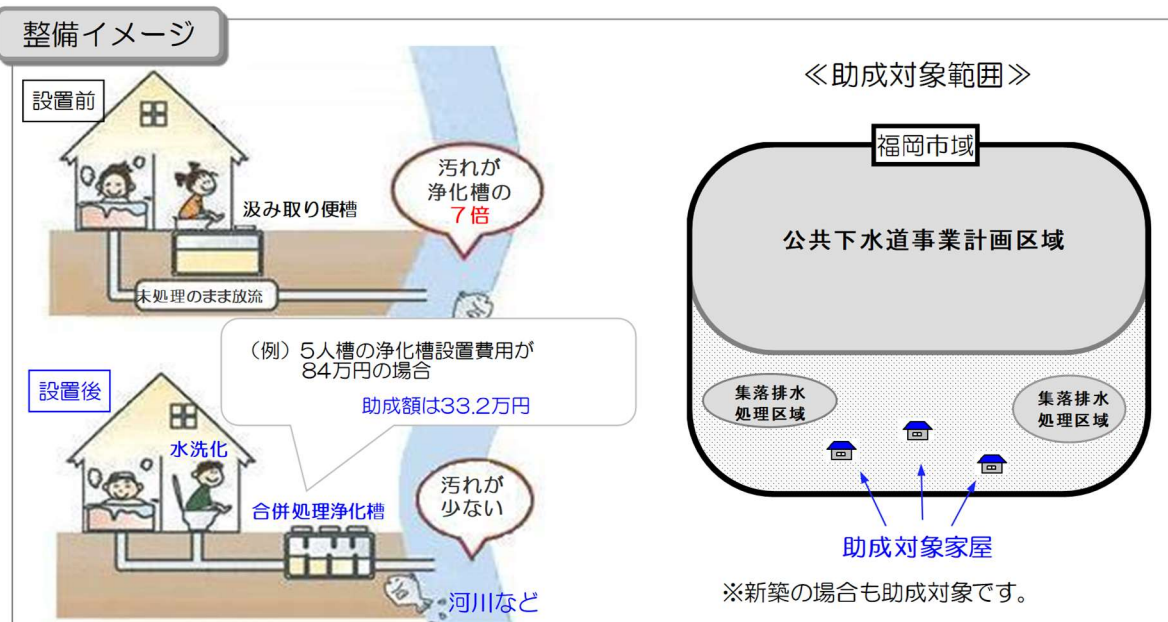 整備イメージ
設置前
汲み取り便槽
未処理のまま放流
汚れが
浄化槽の
7倍
（例）5人槽の浄化槽設置費用が
84万円の場合
助成額は33.2万円
設置後
水洗化
合併処理浄化槽
汚れが
少ない
河川など
≪助成対象範囲≫
福岡市域
公共下水道事業計画区域
集落排水
処理区域
集落排水
処理区域
助成対象家屋
※新築の場合も助成対象です。